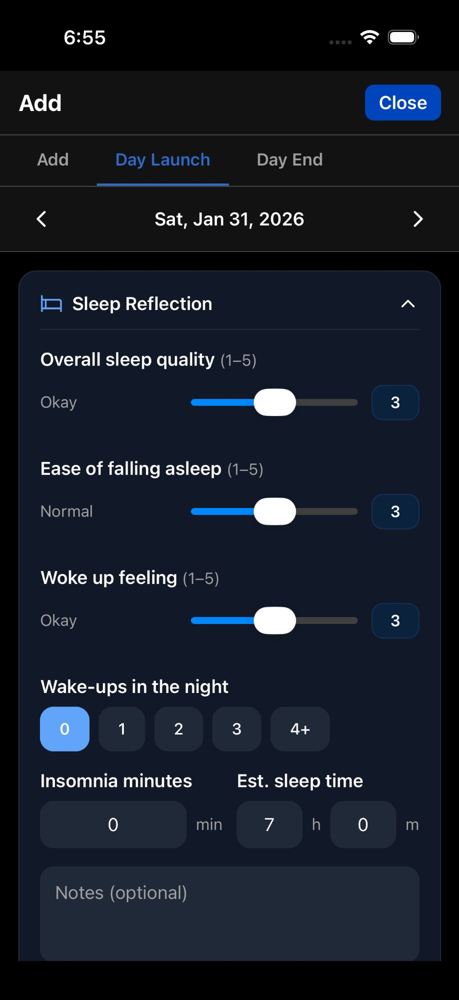 6:55
Add
Close
Add
Day Launch
Day End
Sat, Jan 31, 2026
Sleep Reflection
Overall sleep quality (1–5)
Okay
3
Ease of falling asleep (1–5)
Normal
3
Woke up feeling (1–5)
Okay
3
Wake-ups in the night
0 1 2 3 4+
Insomnia minutes
Est. sleep time
0 min 7 h 0 m
Notes (optional)